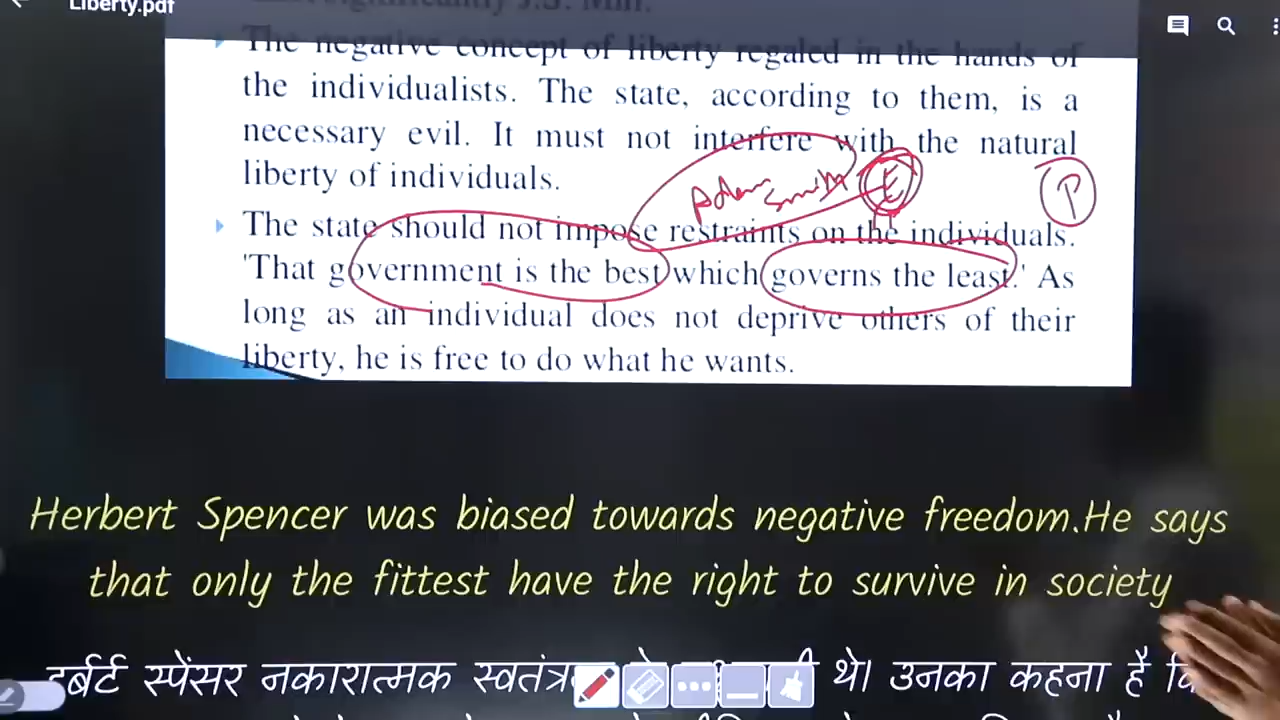 Liberty.pdf
The negative concept of liberty regaled in the hands of
the individualists. The state, according to them, is a
necessary evil. It must not interfere with the natural
liberty of individuals.
Adam Smith E P
The state should not impose restraints on the individuals.
'That government is the best which governs the least.' As
long as an individual does not deprive others of their
liberty, he is free to do what he wants.
Herbert Spencer was biased towards negative freedom.He says
that only the fittest have the right to survive in society
स्पेंसर नकारात्मक थे। उनका कहना है